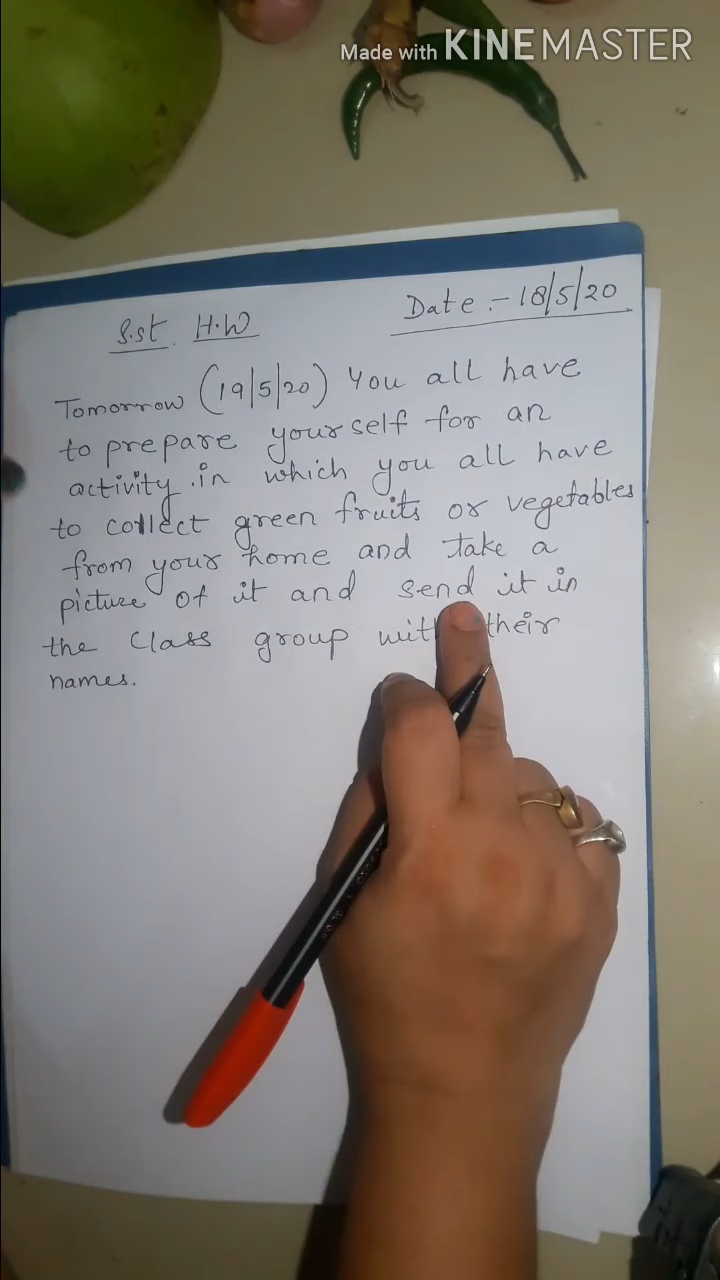 Made with KINEMASTER
S.st. H.W
Date :- 18/5/20
Tomorrow (19/5/20) You all have
to prepare yourself for an
activity in which you all have
to collect green fruits or vegetables
from your home and take a
picture of it and send it in
the Class group with their
names.